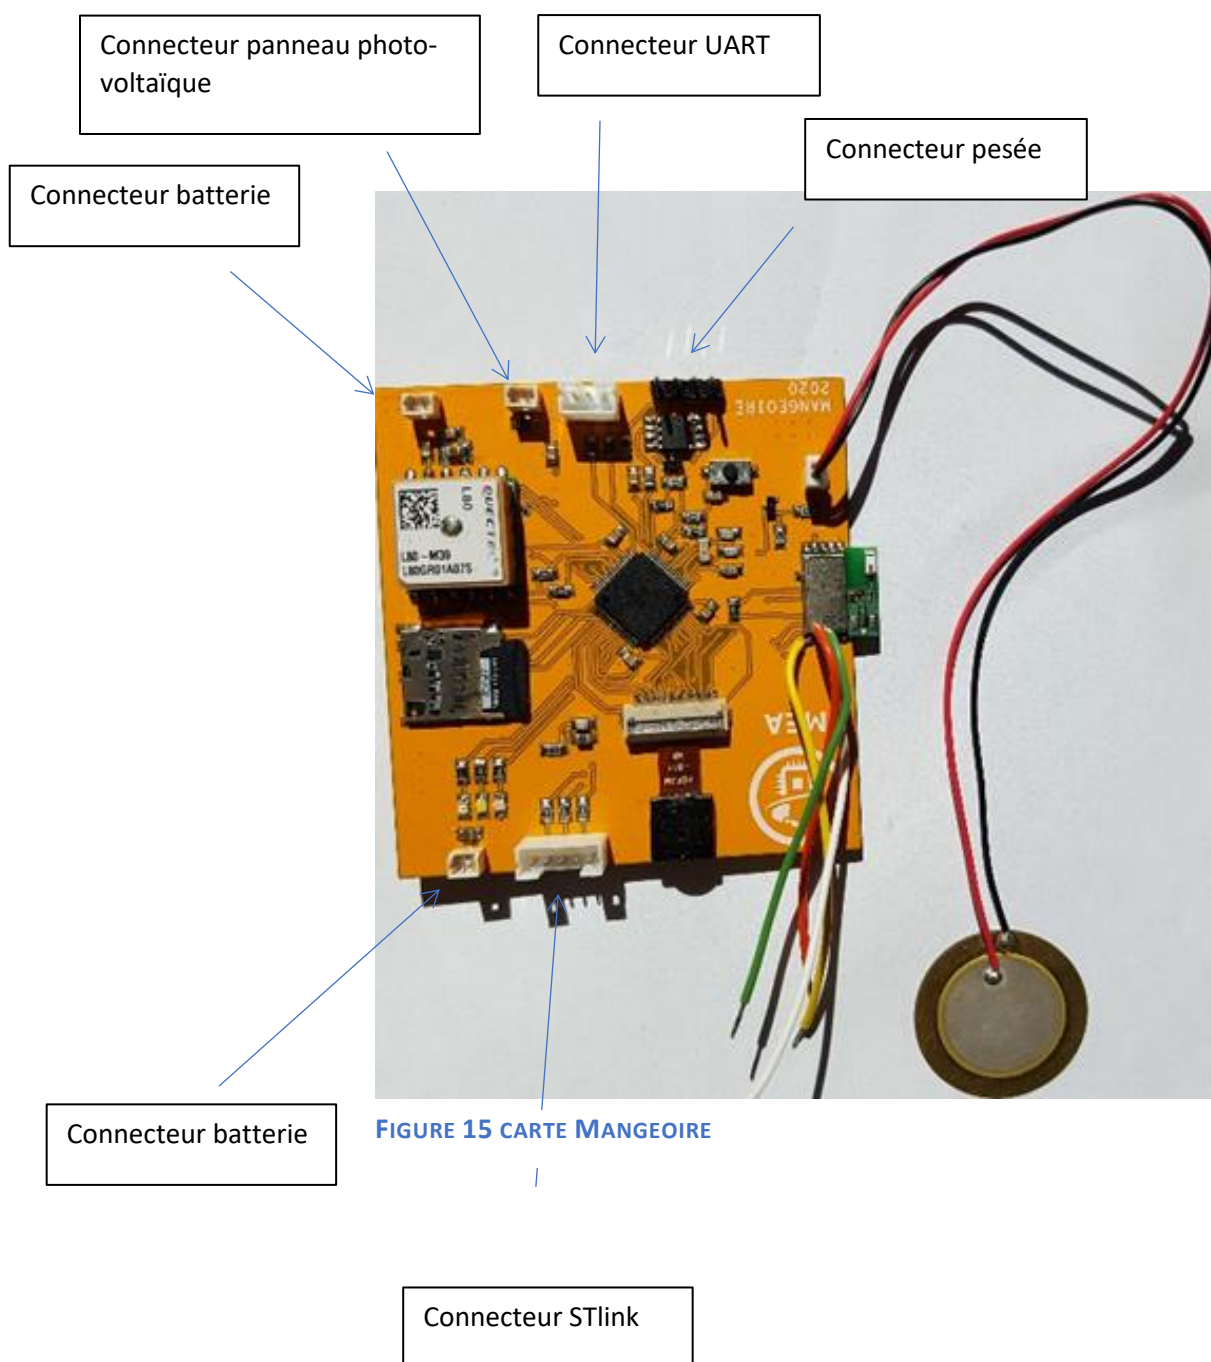 Connecteur panneau photo-
voltaïque
Connecteur UART
Connecteur pesée
Connecteur batterie
MANGEOIRE
2020
L80
QUECTEL
L80-M39
L80GR01A07S
MEA
Connecteur batterie
FIGURE 15 CARTE MANGEOIRE
Connecteur STlink